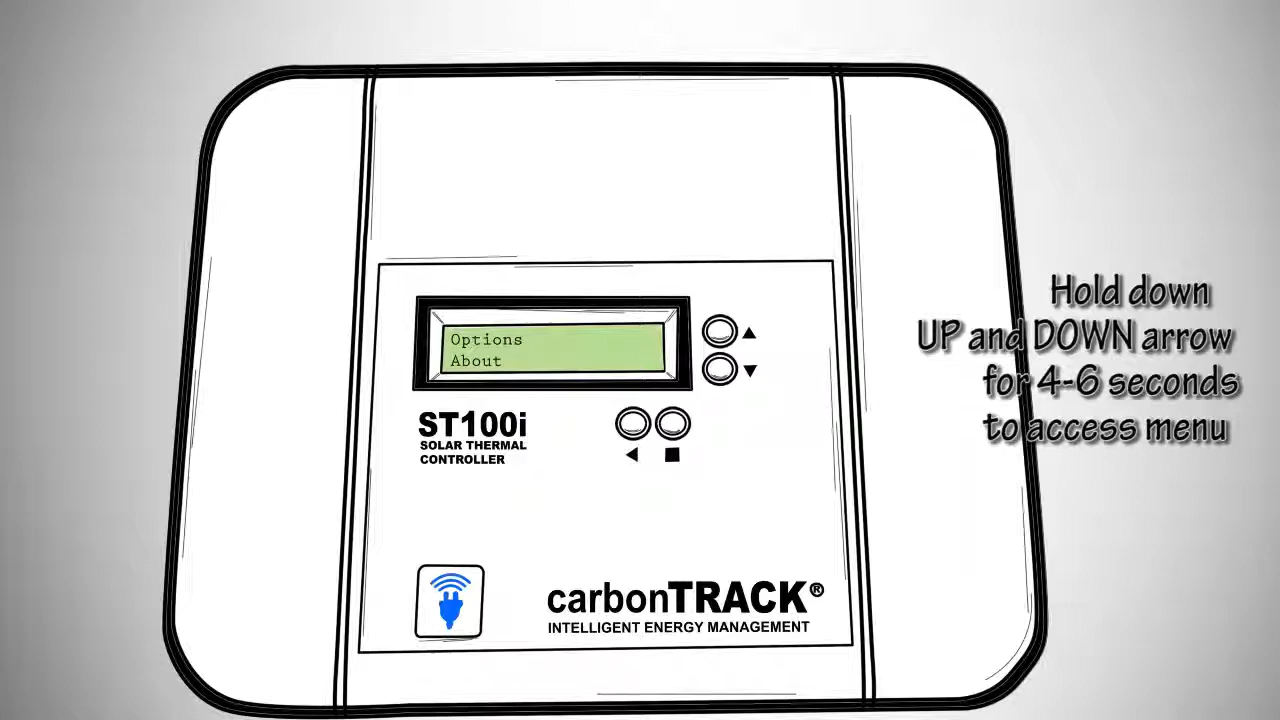 Hold down
UP and DOWN arrow
for 4-6 seconds
to access menu
Options
About
ST100i
SOLAR THERMAL
CONTROLLER
carbonTRACK®
INTELLIGENT ENERGY MANAGEMENT